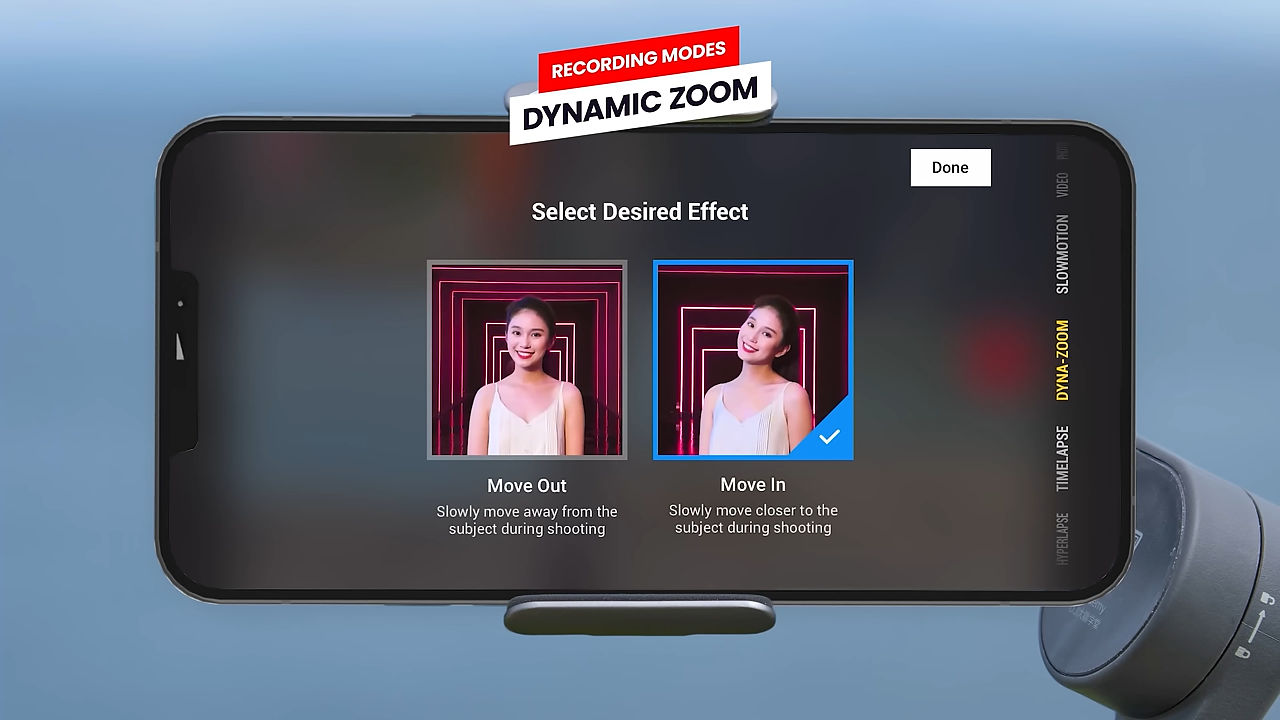 RECORDING MODES
DYNAMIC ZOOM
Done
Select Desired Effect
Move Out
Slowly move away from the
subject during shooting
Move In
Slowly move closer to the
subject during shooting
VIDEO
SLOWMOTION
DYNA-ZOOM
TIMELAPSE
HYPERLAPSE